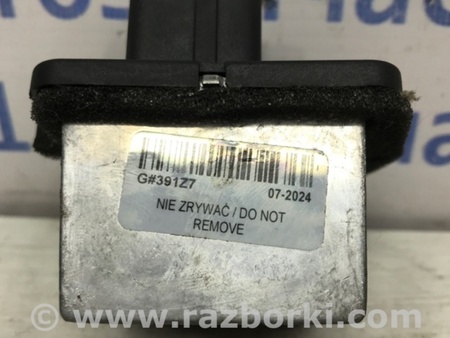 G#391Z7 07-2024
NIE ZRYWAĆ / DO NOT
REMOVE
www.razborki.com